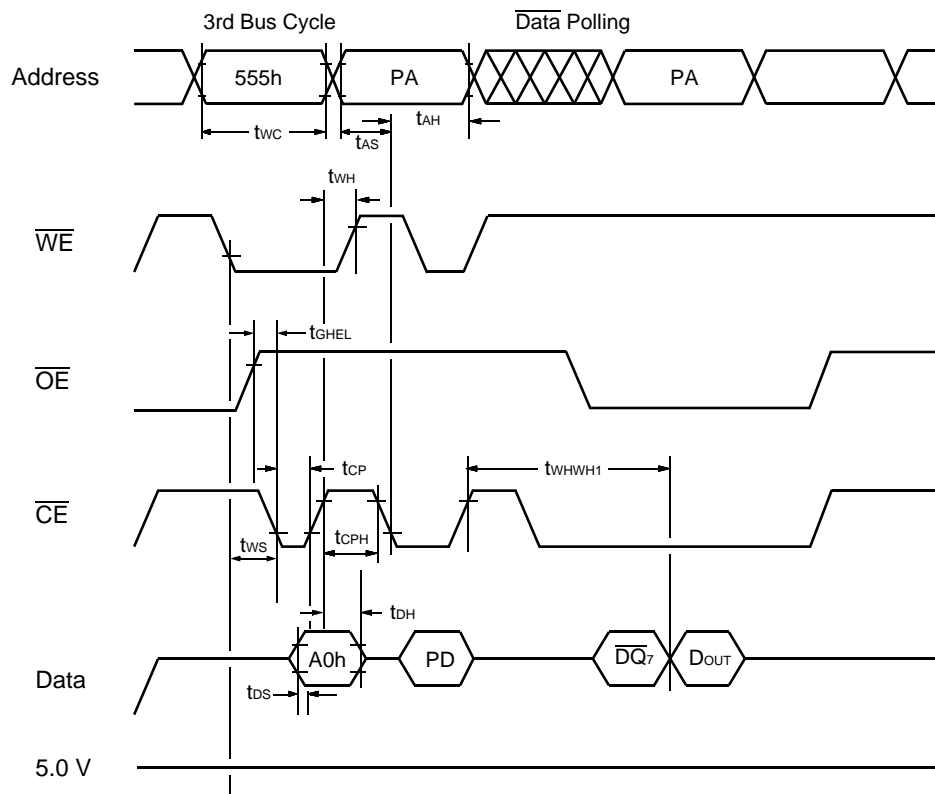 3rd Bus Cycle
Data Polling
Address
555h
PA
PA
tWC
tAS
tAH
tWH
WE
tGHEL
OE
tCP
tWHWH1
CE
tWS
tCPH
tDH
Data
A0h
PD
DQ7
DOUT
tDS
5.0 V